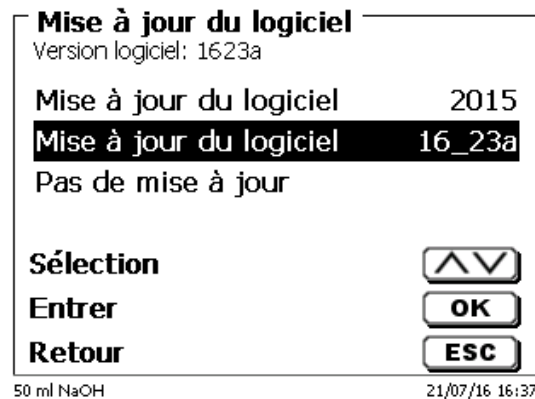 Mise à jour du logiciel
Version logiciel: 1623a
Mise à jour du logiciel 2015
Mise à jour du logiciel 16_23a
Pas de mise à jour
Sélection
Entrer OK
Retour ESC
50 ml NaOH 21/07/16 16:37